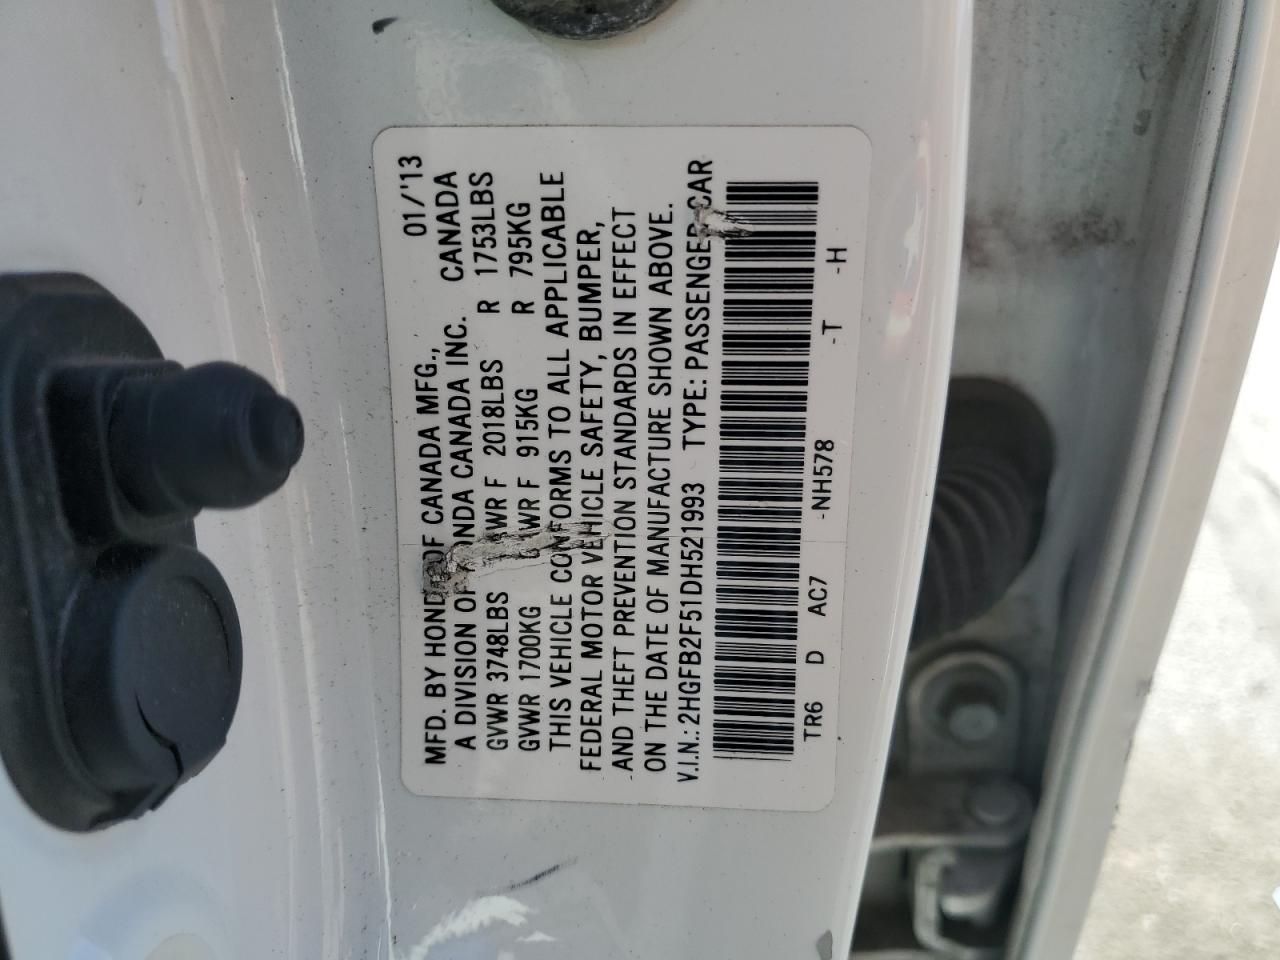 MFD. BY HONDA OF CANADA MFG., 01/'13
A DIVISION OF HONDA CANADA INC. CANADA
GVWR 3748LBS GAWR F 2018LBS R 1753LBS
GVWR 1700KG GAWR F 915KG R 795KG
THIS VEHICLE CONFORMS TO ALL APPLICABLE
FEDERAL MOTOR VEHICLE SAFETY, BUMPER,
AND THEFT PREVENTION STANDARDS IN EFFECT
ON THE DATE OF MANUFACTURE SHOWN ABOVE.
V.I.N.: 2HGFB2F51DH521993 TYPE: PASSENGER CAR
TR6 D AC7 -NH578 -T -H